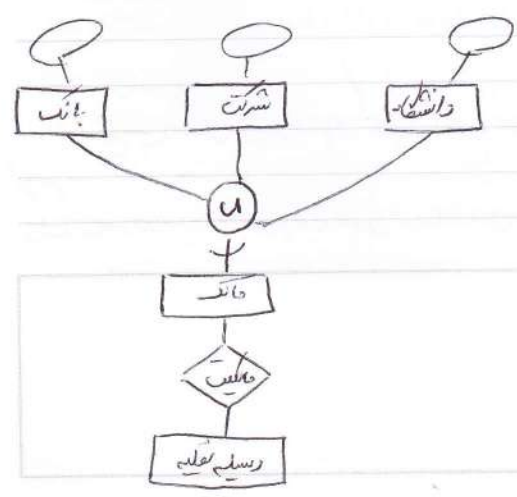 بانک
شرکت
دانشگاه
U
مالک
مالکیت
وسیله نقلیه